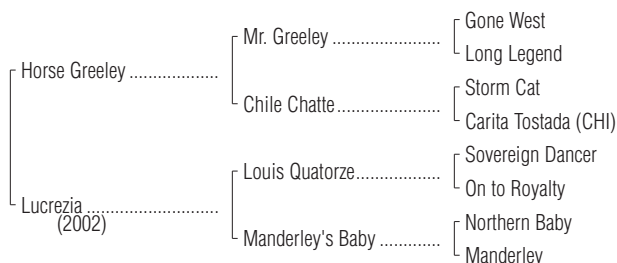 Gone West
Mr. Greeley .....................
Long Legend
Horse Greeley .................
Storm Cat
Chile Chatte....................
Carita Tostada (CHI)
Sovereign Dancer
Louis Quatorze.................
On to Royalty
Lucrezia .........................
(2002)
Northern Baby
Manderley's Baby ............
Manderley